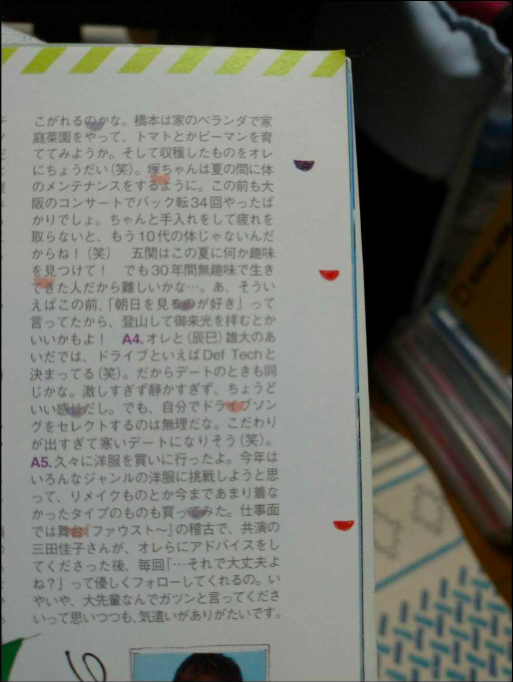 こがれるのかな。橋本は家のベランダで家
庭菜園をやって、トマトとかピーマンを育
ててみようか。そして収穫したものをオレ
にちょうだい(笑)。塚ちゃんは夏の間に体
のメンテナンスをするように。この前も大
阪のコンサートでバック転34回やったば
かりでしょ。ちゃんと手入れをして疲れを
取らないと、もう10代の体じゃないんだ
からね!(笑) 五関はこの夏に何か趣味
を見つけて! でも30年間無趣味で生き
てきた人だから難しいかな…。あ、そうい
えばこの前、「朝日を見るのが好き」って
言ってたから、登山して御来光を拝むとか
いいかもよ! A4.オレと(辰巳)雄大のあ
いだでは、ドライブといえばDef Techと
決まってる(笑)。だからデートのときも同
じかな。激しすぎず静かすぎず、ちょうど
いい感じだし。でも、自分でドライブソン
グをセレクトするのは無理だな。こだわり
が出すぎて寒いデートになりそう(笑)。
A5.久々に洋服を買いに行ったよ。今年は
いろんなジャンルの洋服に挑戦しようと思
って、リメイクものとか今まであまり着な
かったタイプのものも買ってみた。仕事面
では舞台『ファウスト〜』の稽古で、共演の
三田佳子さんが、オレらにアドバイスをし
てくださった後、毎回「…それで大丈夫よ
ね?」って優しくフォローしてくれるの。い
やいや、大先輩なんでガツンと言ってくださ
いって思いつつも、気遣いがありがたいです。